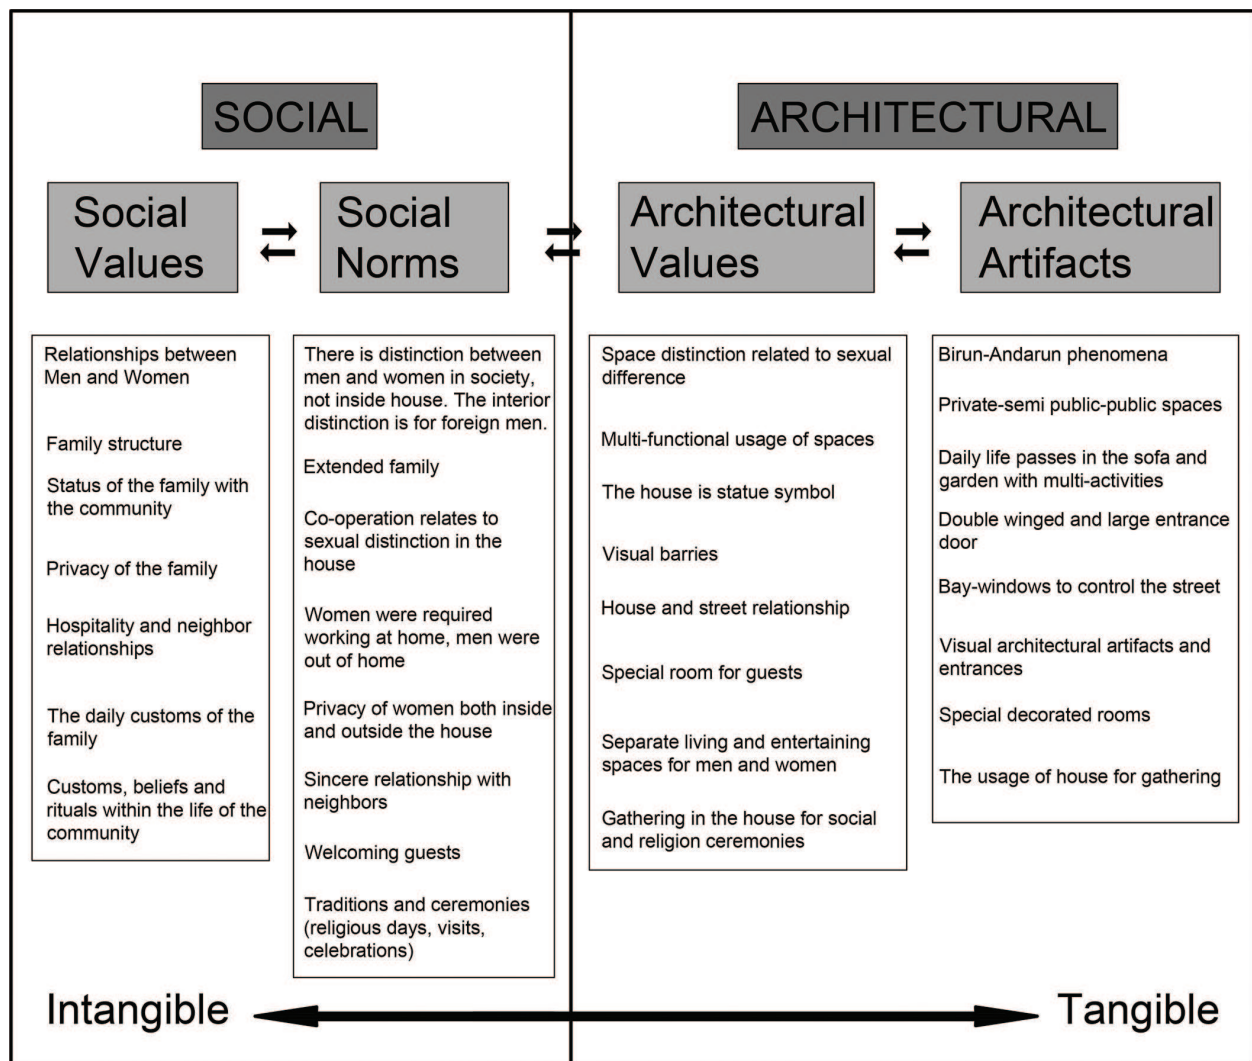 SOCIAL
ARCHITECTURAL
Social
Values
Social
Norms
Architectural
Values
Architectural
Artifacts
Relationships between
Men and Women
Family structure
Status of the family with
the community
Privacy of the family
Hospitality and neighbor
relationships
The daily customs of the
family
Customs, beliefs and
rituals within the life of the
community
There is distinction between
men and women in society,
not inside house. The interior
distinction is for foreign men.
Extended family
Co-operation relates to
sexual distinction in the
house
Women were required
working at home, men were
out of home
Privacy of women both inside
and outside the house
Sincere relationship with
neighbors
Welcoming guests
Traditions and ceremonies
(religious days, visits,
celebrations)
Space distinction related to sexual
difference
Multi-functional usage of spaces
The house is statue symbol
Visual barries
House and street relationship
Special room for guests
Separate living and entertaining
spaces for men and women
Gathering in the house for social
and religion ceremonies
Birun-Andarun phenomena
Private-semi public-public spaces
Daily life passes in the sofa and
garden with multi-activities
Double winged and large entrance
door
Bay-windows to control the street
Visual architectural artifacts and
entrances
Special decorated rooms
The usage of house for gathering
Intangible
Tangible